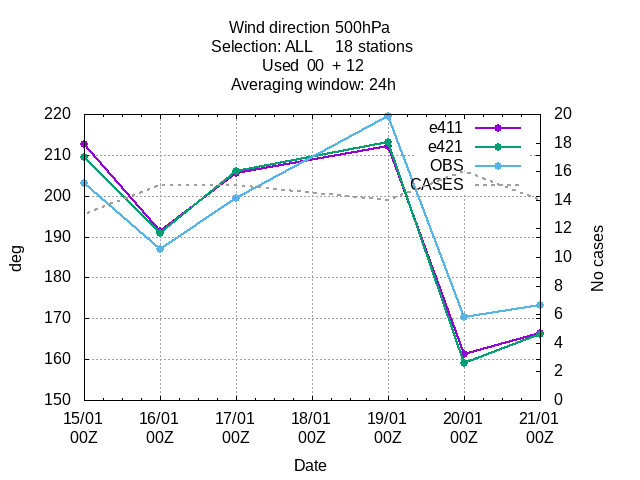 Wind direction 500hPa
Selection: ALL     18 stations
Used  00  + 12
Averaging window: 24h
220
210
200
190
180
170
160
150
deg
20
18
16
14
12
10
8
6
4
2
0
No cases
e411
e421
OBS
CASES
15/01 16/01 17/01 18/01 19/01 20/01 21/01
00Z 00Z 00Z 00Z 00Z 00Z 00Z
Date